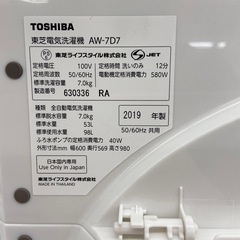 TOSHIBA
東芝電気洗濯機 AW-7D7
東芝ライフスタイル株式会社 JET
定格電圧 100V 定格時間 洗いのみ 12分
定格周波数 50/60Hz 電動機定格消費電力 580W
標準洗濯容量 7.0kg
製造番号 630336 RA
種類 全自動電気洗濯機
標準脱水容量 7.0kg
標準水量 53L
標準使用水量 98L
2019 年製
50/60Hz 共用
ふろ水ポンプの定格消費電力 40W
外形寸法mm 幅600×奥行569×高さ980
日本国内専用
Use Only in Japan
東芝ライフスタイル株式会社
MADE IN THAILAND